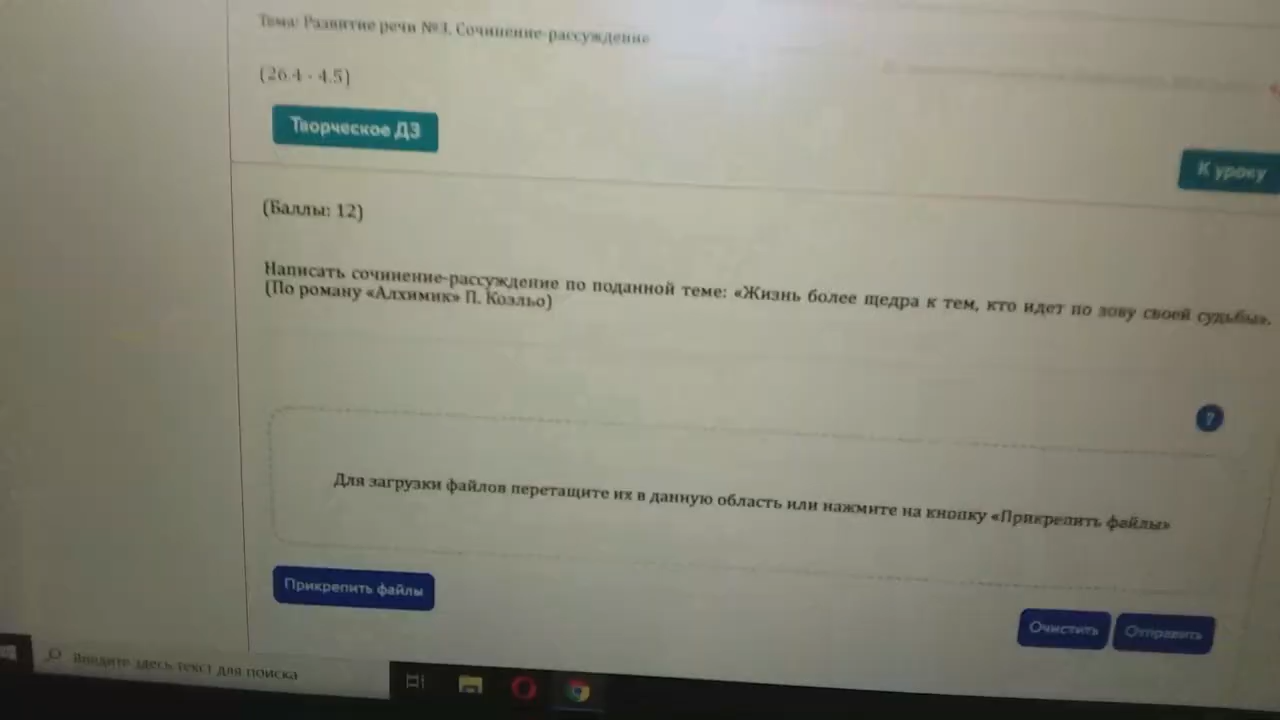 Тема: Развитие речи №3. Сочинение-рассуждение
(26.4 - 4.5)
Творческое ДЗ
К уроку
(Баллы: 12)
Написать сочинение-рассуждение по поданной теме: «Жизнь более щедра к тем, кто идет по зову своей судьбы».
(По роману «Алхимик» П. Коэльо)
?
Для загрузки файлов перетащите их в данную область или нажмите на кнопку «Прикрепить файлы»
Прикрепить файлы
Очистить Отправить
Введите здесь текст для поиска